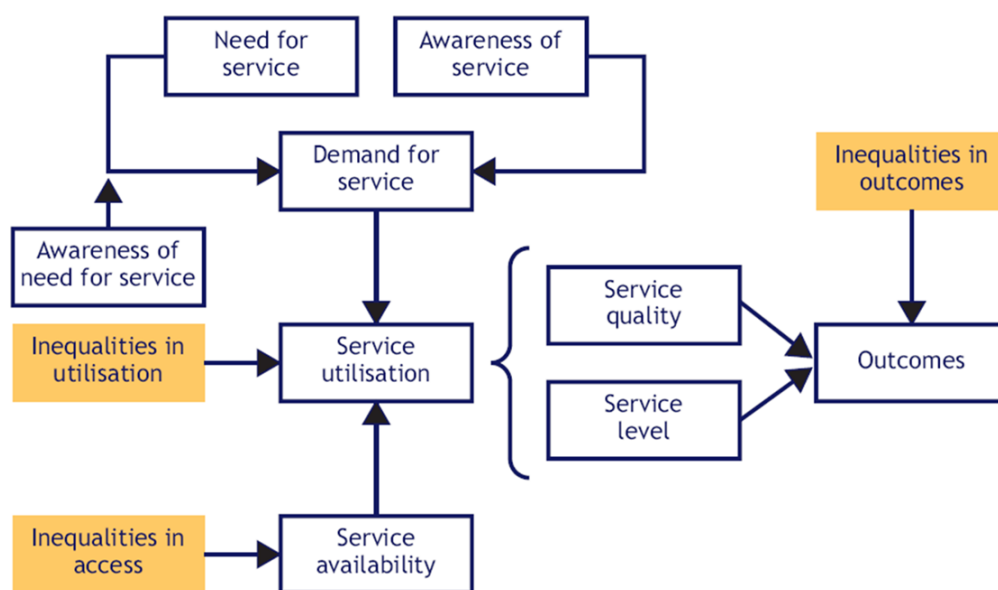 Need for
service
Awareness of
service
Demand for
service
Inequalities in
outcomes
Awareness of
need for service
Service
quality
Inequalities in
utilisation
Service
utilisation
Outcomes
Service
level
Inequalities in
access
Service
availability